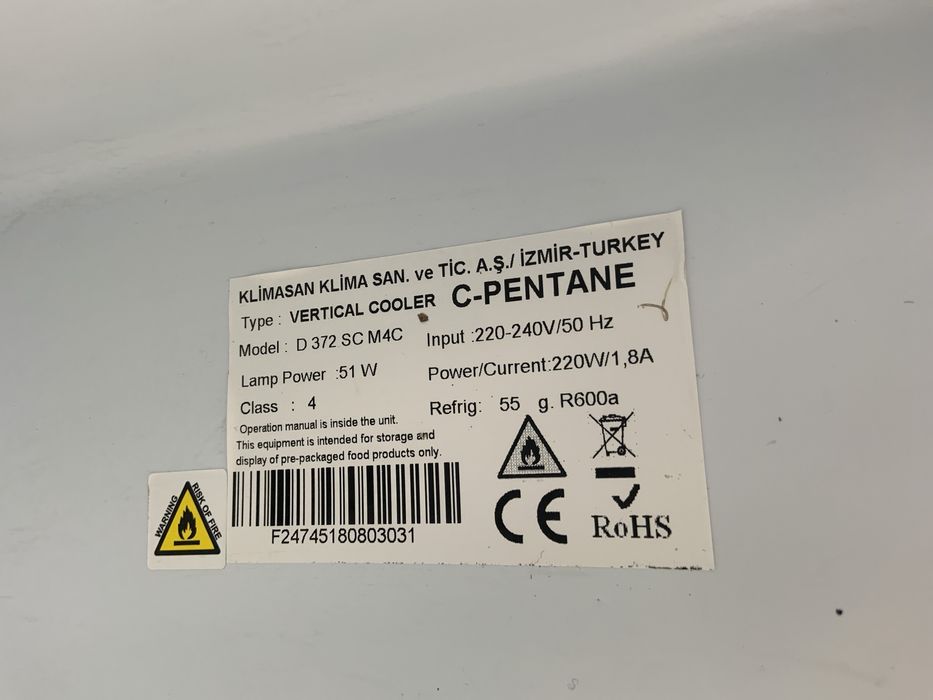 KLİMASAN KLİMA SAN. ve TİC. A.Ş./ İZMİR-TURKEY
Type : VERTICAL COOLER C-PENTANE
Model : D 372 SC M4C Input :220-240V/50 Hz
Lamp Power :51 W Power/Current:220W/1,8A
Class : 4 Refrig: 55 g. R600a
Operation manual is inside the unit.
This equipment is intended for storage and
display of pre-packaged food products only.
F24745180803031
CE
RoHS
WARNING
RISK OF FIRE